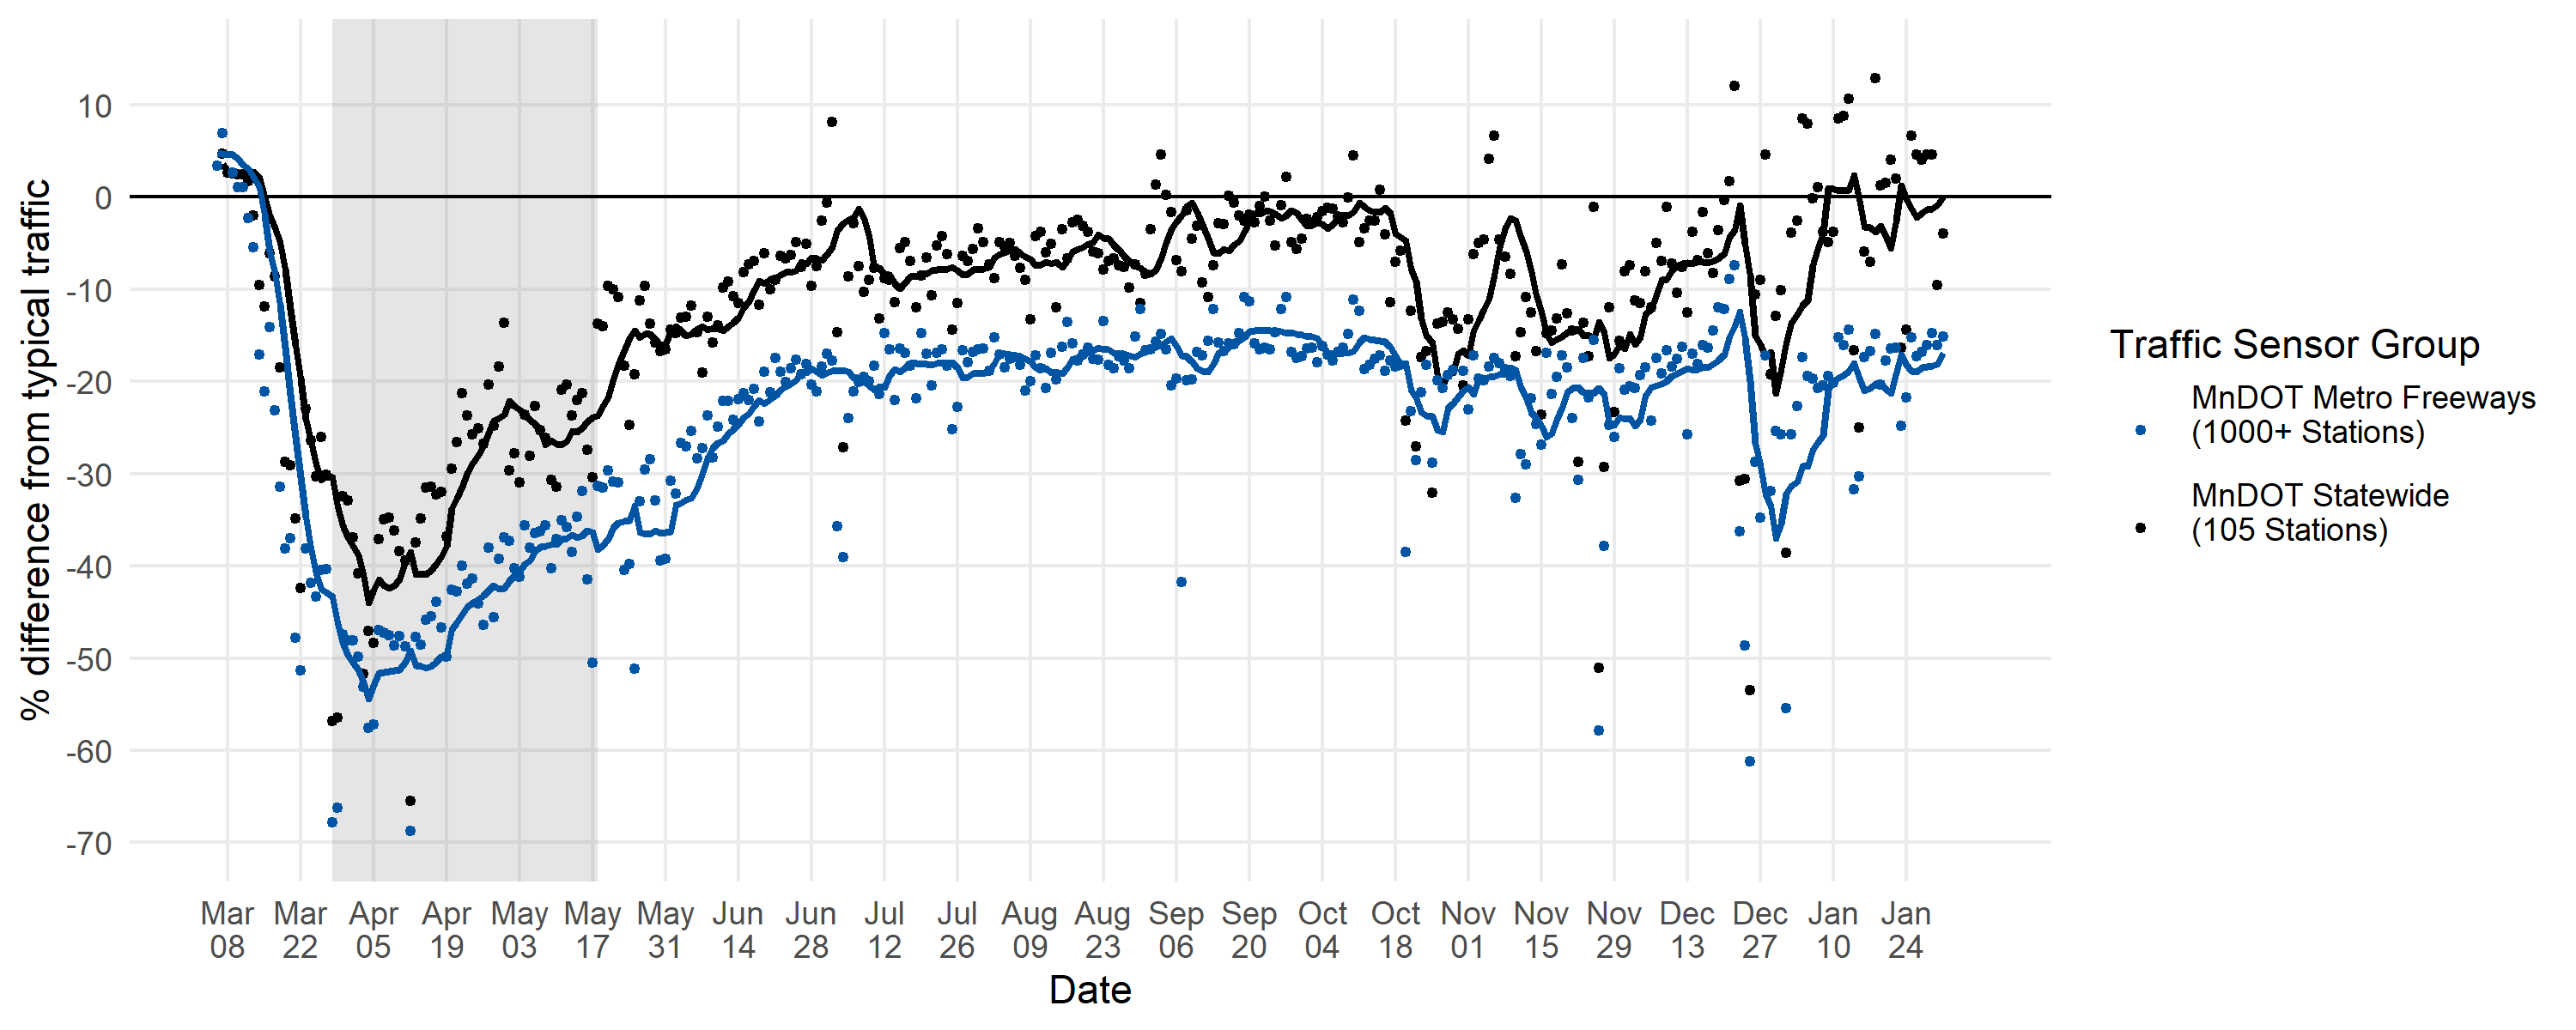 % difference from typical traffic
10
0
-10
-20
-30
-40
-50
-60
-70
Mar 08
Mar 22
Apr 05
Apr 19
May 03
May 17
May 31
Jun 14
Jun 28
Jul 12
Jul 26
Aug 09
Aug 23
Sep 06
Sep 20
Oct 04
Oct 18
Nov 01
Nov 15
Nov 29
Dec 13
Dec 27
Jan 10
Jan 24
Date
Traffic Sensor Group
MnDOT Metro Freeways
(1000+ Stations)
MnDOT Statewide
(105 Stations)